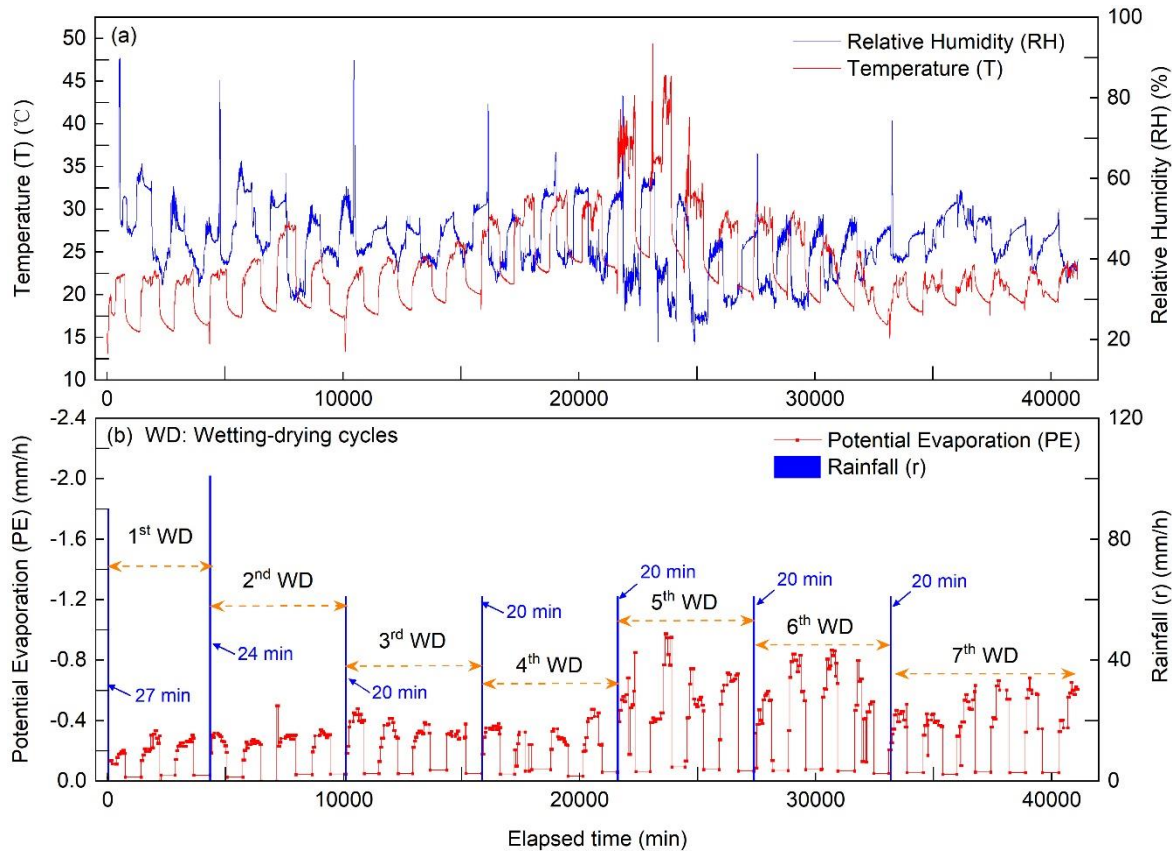 (a)
Relative Humidity (RH)
Temperature (T)
Temperature (T) (℃)
50
45
40
35
30
25
20
15
10
100
80
60
40
20
Relative Humidity (RH) (%)
0
10000
20000
30000
40000
(b) WD: Wetting-drying cycles
Potential Evaporation (PE)
Rainfall (r)
Potential Evaporation (PE) (mm/h)
-2.4
-2.0
-1.6
-1.2
-0.8
-0.4
0.0
120
100
80
60
40
20
0
Rainfall (r) (mm/h)
1st WD
2nd WD
3rd WD
4th WD
5th WD
6th WD
7th WD
27 min
24 min
20 min
20 min
20 min
20 min
20 min
0
10000
20000
30000
40000
Elapsed time (min)